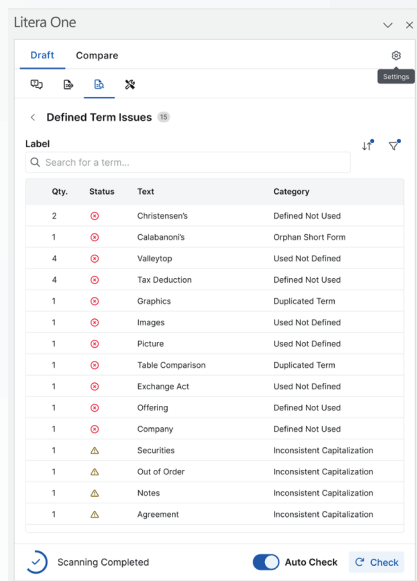 Litera One
Draft Compare
Settings
Defined Term Issues 15
Label
Search for a term...
Qty. Status Text Category
2 Christensen's Defined Not Used
1 Calabanoni's Orphan Short Form
4 Valleytop Used Not Defined
4 Tax Deduction Defined Not Used
1 Graphics Duplicated Term
1 Images Used Not Defined
1 Picture Used Not Defined
1 Table Comparison Duplicated Term
1 Exchange Act Used Not Defined
1 Offering Defined Not Used
1 Company Defined Not Used
1 Securities Inconsistent Capitalization
1 Out of Order Inconsistent Capitalization
1 Notes Inconsistent Capitalization
1 Agreement Inconsistent Capitalization
Scanning Completed Auto Check Check